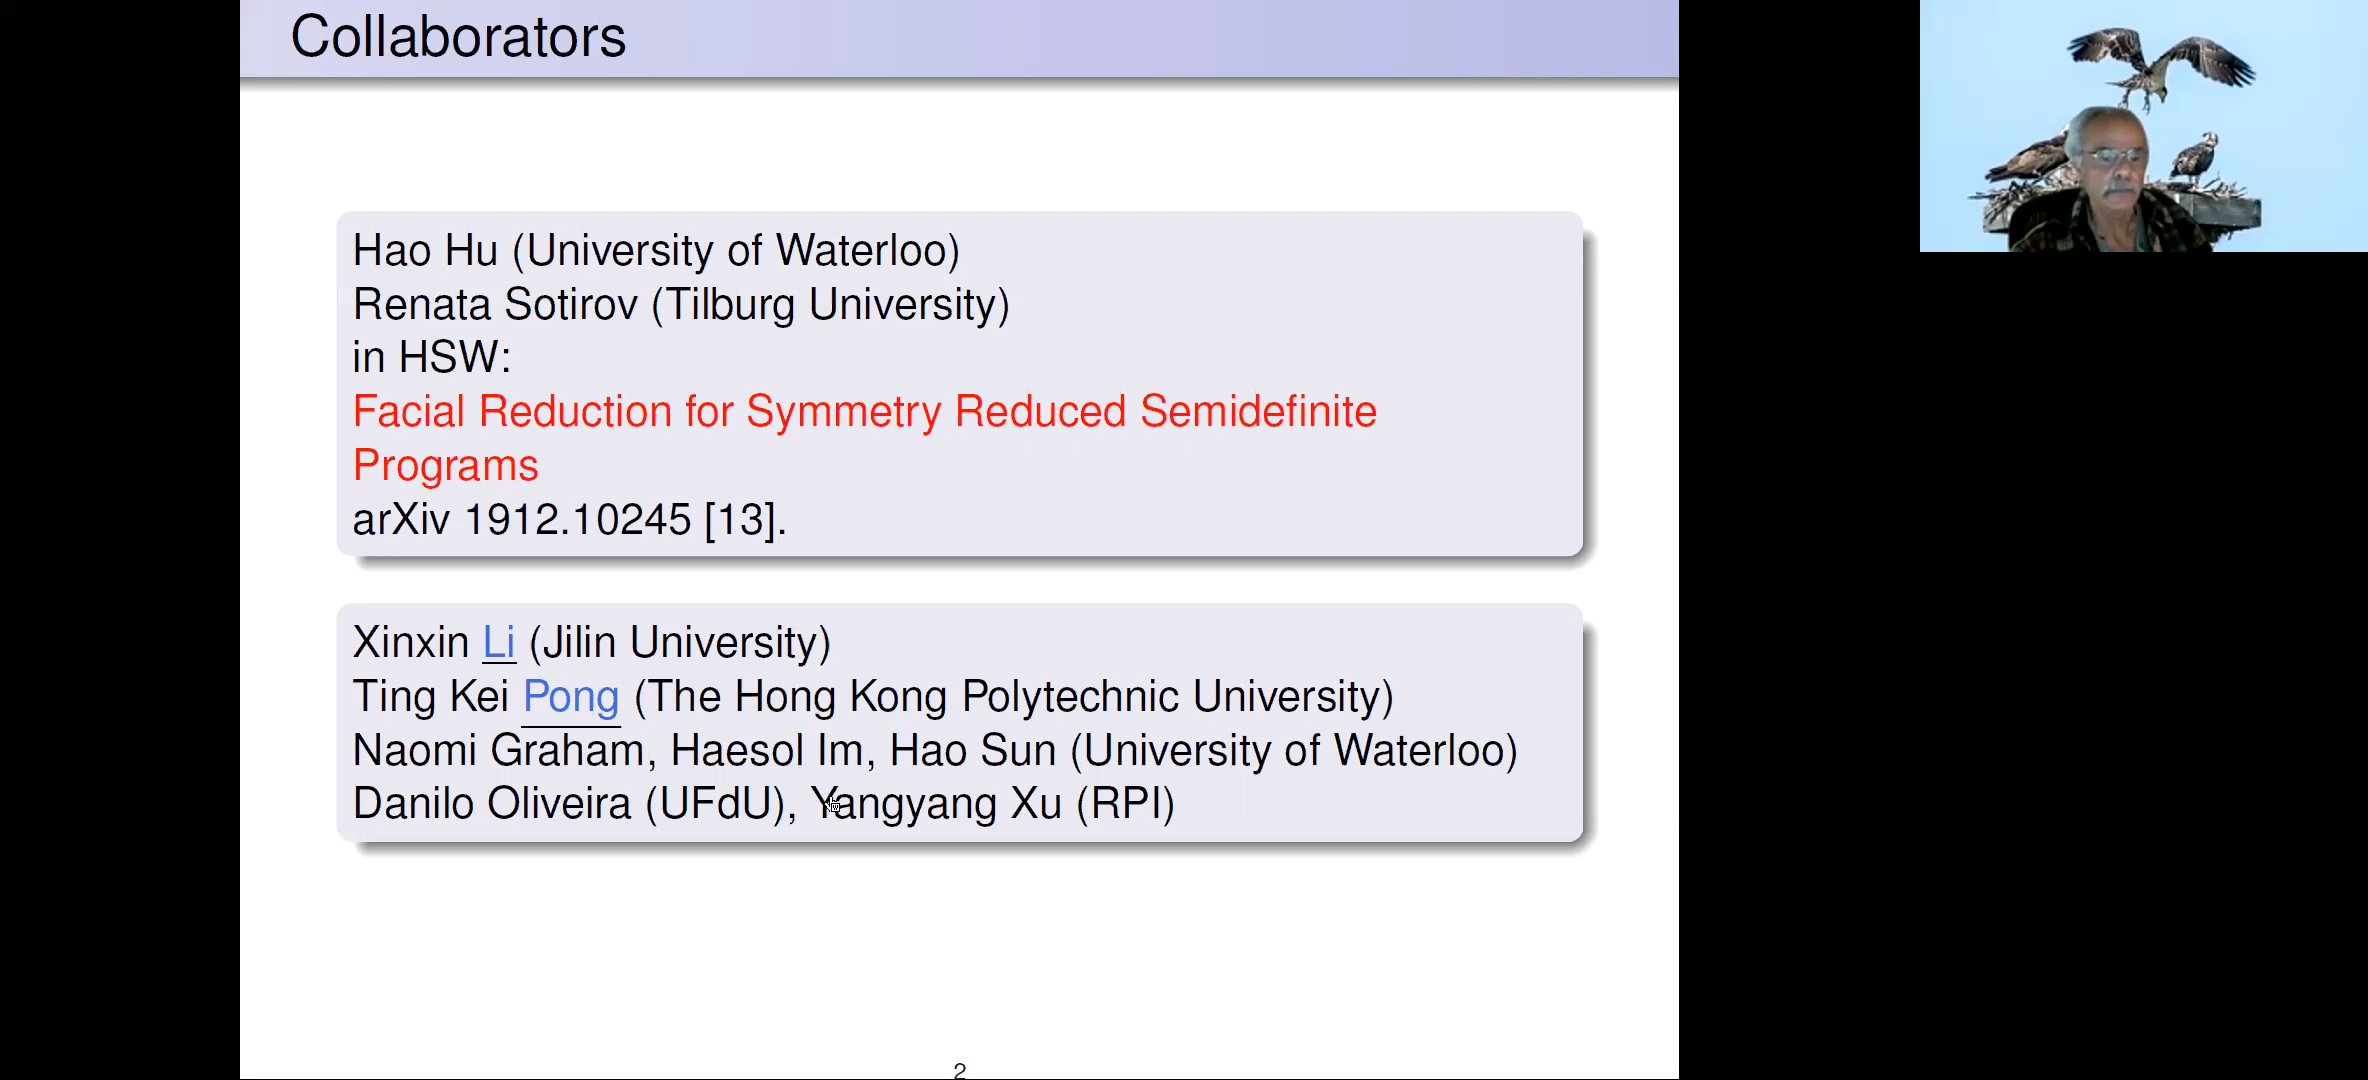 Collaborators
Hao Hu (University of Waterloo)
Renata Sotirov (Tilburg University)
in HSW:
Facial Reduction for Symmetry Reduced Semidefinite
Programs
arXiv 1912.10245 [13].
Xinxin Li (Jilin University)
Ting Kei Pong (The Hong Kong Polytechnic University)
Naomi Graham, Haesol Im, Hao Sun (University of Waterloo)
Danilo Oliveira (UFdU), Yangyang Xu (RPI)
2